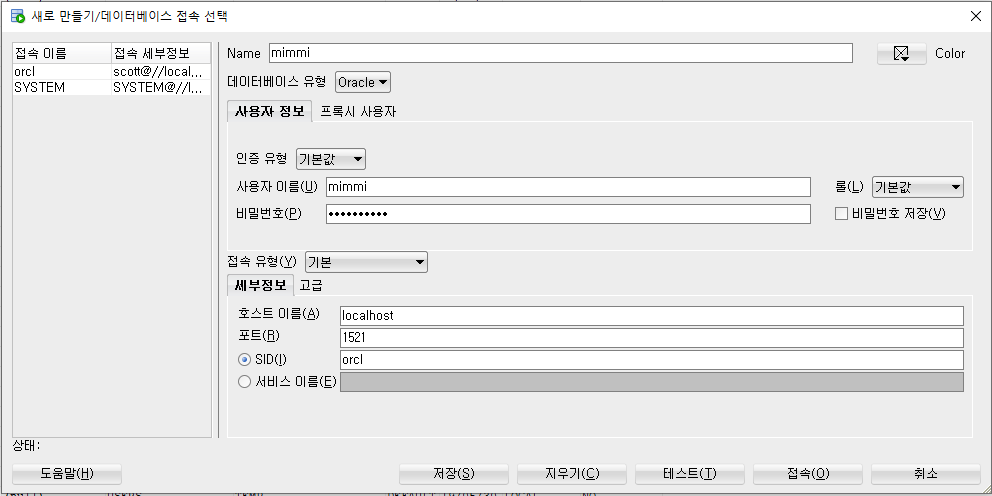 새로 만들기/데이터베이스 접속 선택
접속 이름 접속 세부정보
orcl scott@//local,,,
SYSTEM SYSTEM@//l,,,
Name mimmi Color
데이터베이스 유형 Oracle
사용자 정보 프록시 사용자
인증 유형 기본값
사용자 이름(U) mimmi 롤(L) 기본값
비밀번호(P) ●●●●●●●●●● 비밀번호 저장(V)
접속 유형(Y) 기본
세부정보 고급
호스트 이름(A) localhost
포트(R) 1521
SID(I) orcl
서비스 이름(E)
상태:
도움말(H) 저장(S) 지우기(C) 테스트(T) 접속(O) 취소